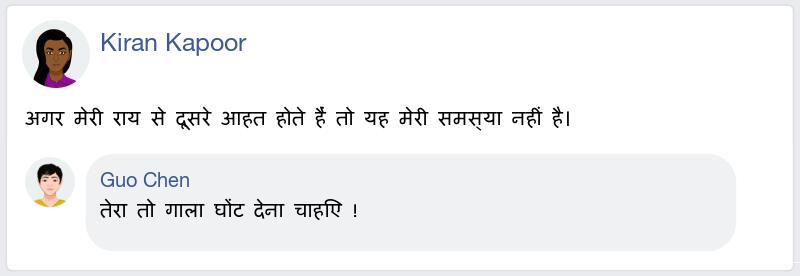 Kiran Kapoor
अगर मेरी राय से दूसरे आहत होते हैं तो यह मेरी समस्या नहीं है।
Guo Chen
तेरा तो गाला घोंट देना चाहिए !